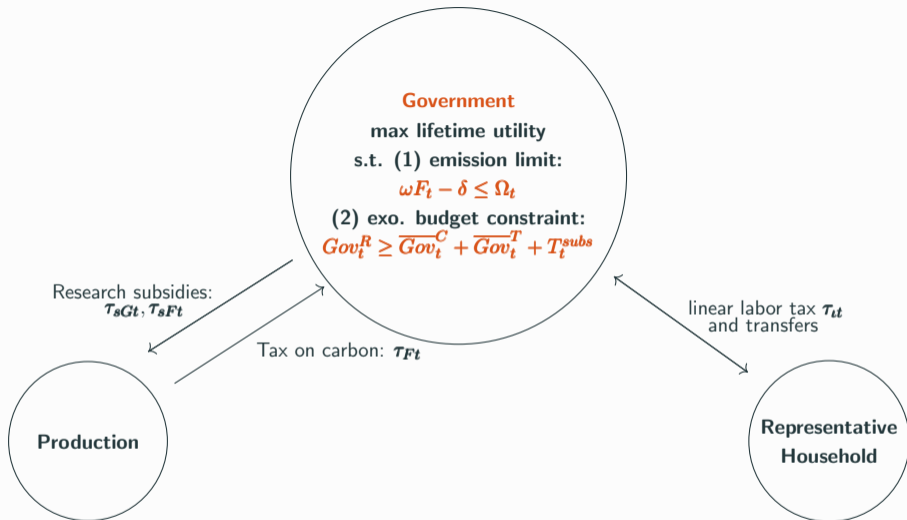 Government
max lifetime utility
s.t. (1) emission limit:
ωF_t − δ ≤ Ω_t
(2) exo. budget constraint:
Gov_t^R ≥ \overline{Gov}_t^C + \overline{Gov}_t^T + T_t^{subs}
Research subsidies:
τ_{sGt}, τ_{sFt}
Tax on carbon: τ_{Ft}
linear labor tax τ_{ιt}
and transfers
Production
Representative
Household